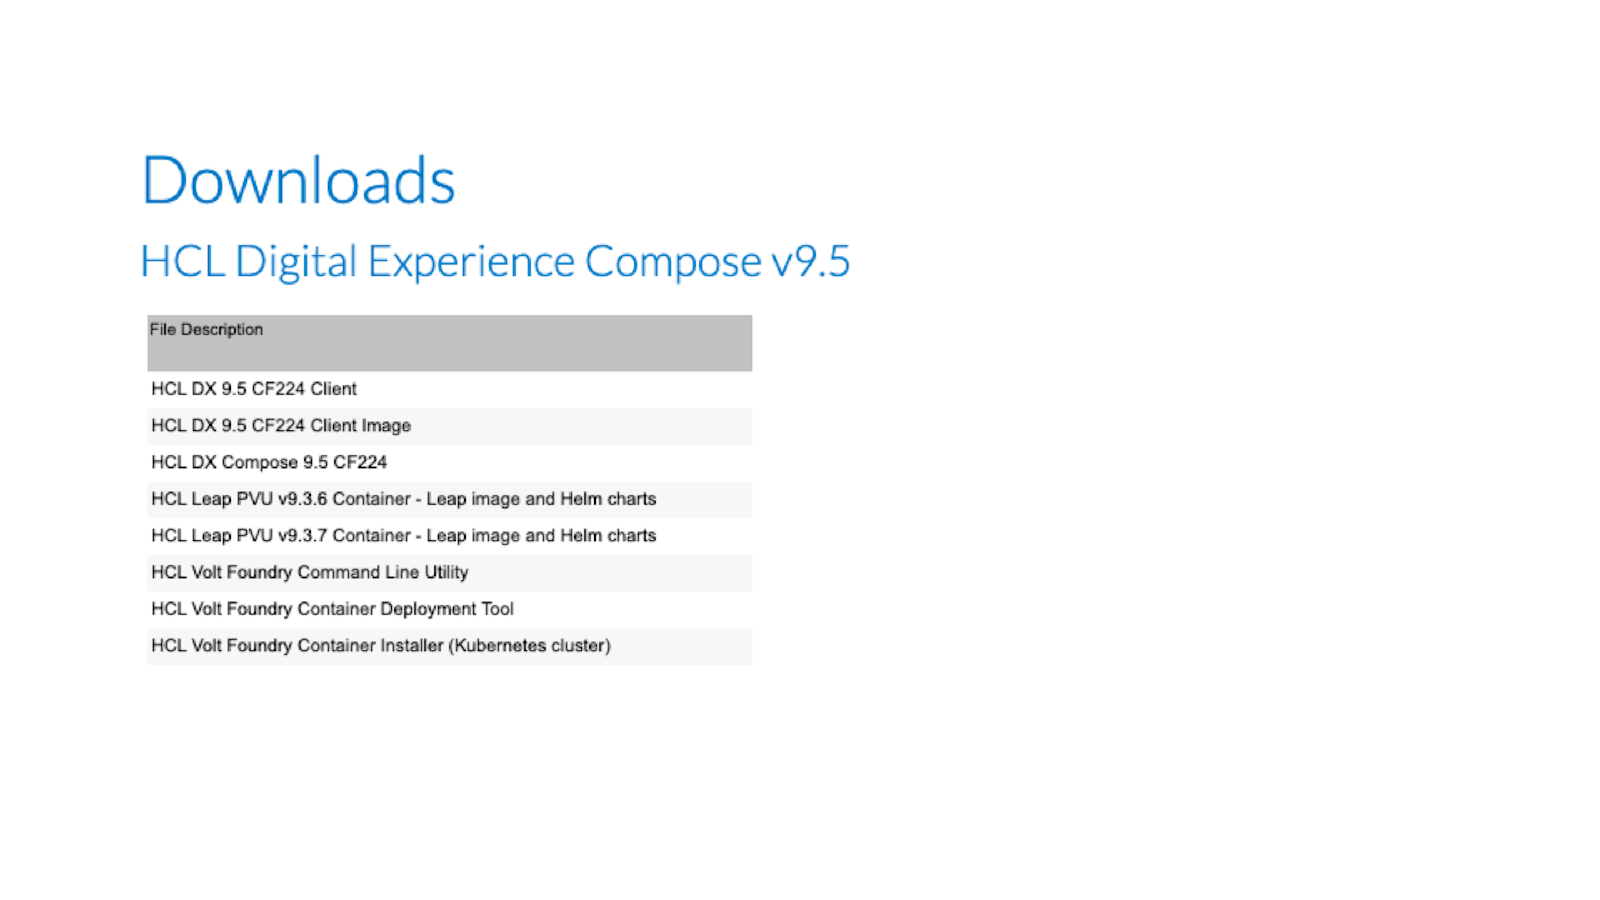 Downloads
HCL Digital Experience Compose v9.5
File Description
HCL DX 9.5 CF224 Client
HCL DX 9.5 CF224 Client Image
HCL DX Compose 9.5 CF224
HCL Leap PVU v9.3.6 Container - Leap image and Helm charts
HCL Leap PVU v9.3.7 Container - Leap image and Helm charts
HCL Volt Foundry Command Line Utility
HCL Volt Foundry Container Deployment Tool
HCL Volt Foundry Container Installer (Kubernetes cluster)